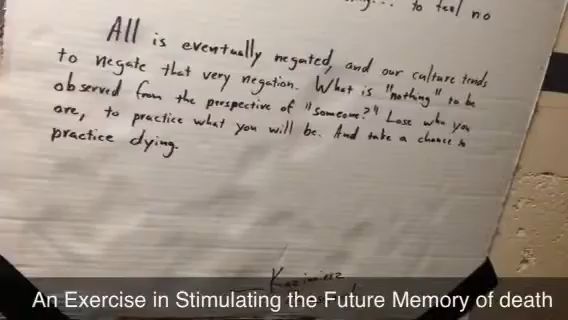 to feel no
All is eventually negated, and our culture tends
to negate that very negation. What is "nothing" to be
observed from the perspective of "someone?" Lose who you
are, to practice what you will be. And take a chance to
practice dying.
Kazimierz
An Exercise in Stimulating the Future Memory of death